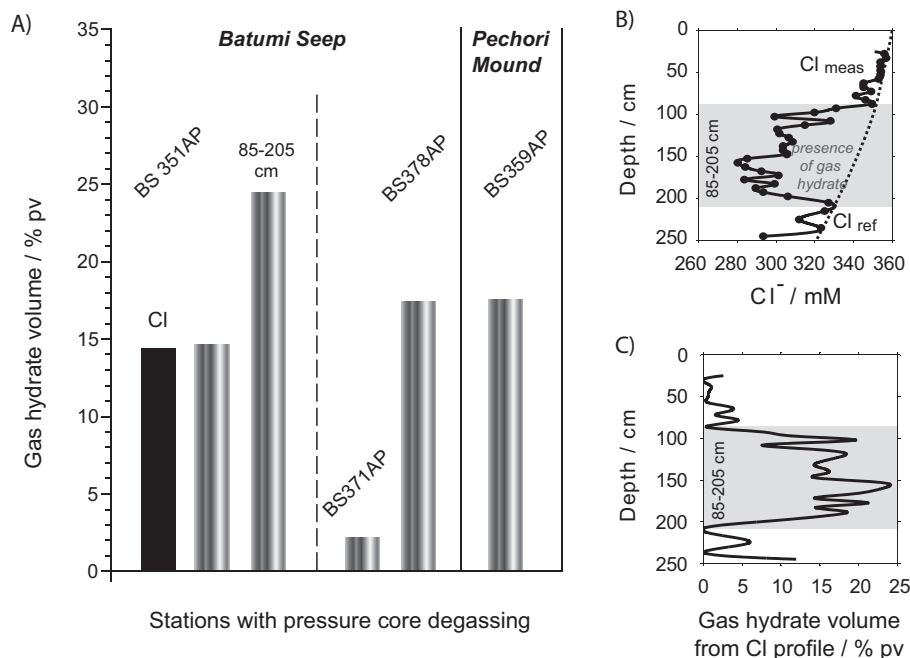 A)
Gas hydrate volume / % pv
35
30
25
20
15
10
5
0
Batumi Seep
Pechori
Mound
BS 351AP
85-205
cm
BS378AP
BS359AP
Cl
BS371AP
Stations with pressure core degassing
B)
Depth / cm
0
50
100
150
200
250
85-205 cm
Cl meas
presence
of gas
hydrate
Cl ref
260 280 300 320 340 360
Cl⁻ / mM
C)
Depth / cm
0
50
100
150
200
250
85-205 cm
0 5 10 15 20 25
Gas hydrate volume
from Cl profile / % pv